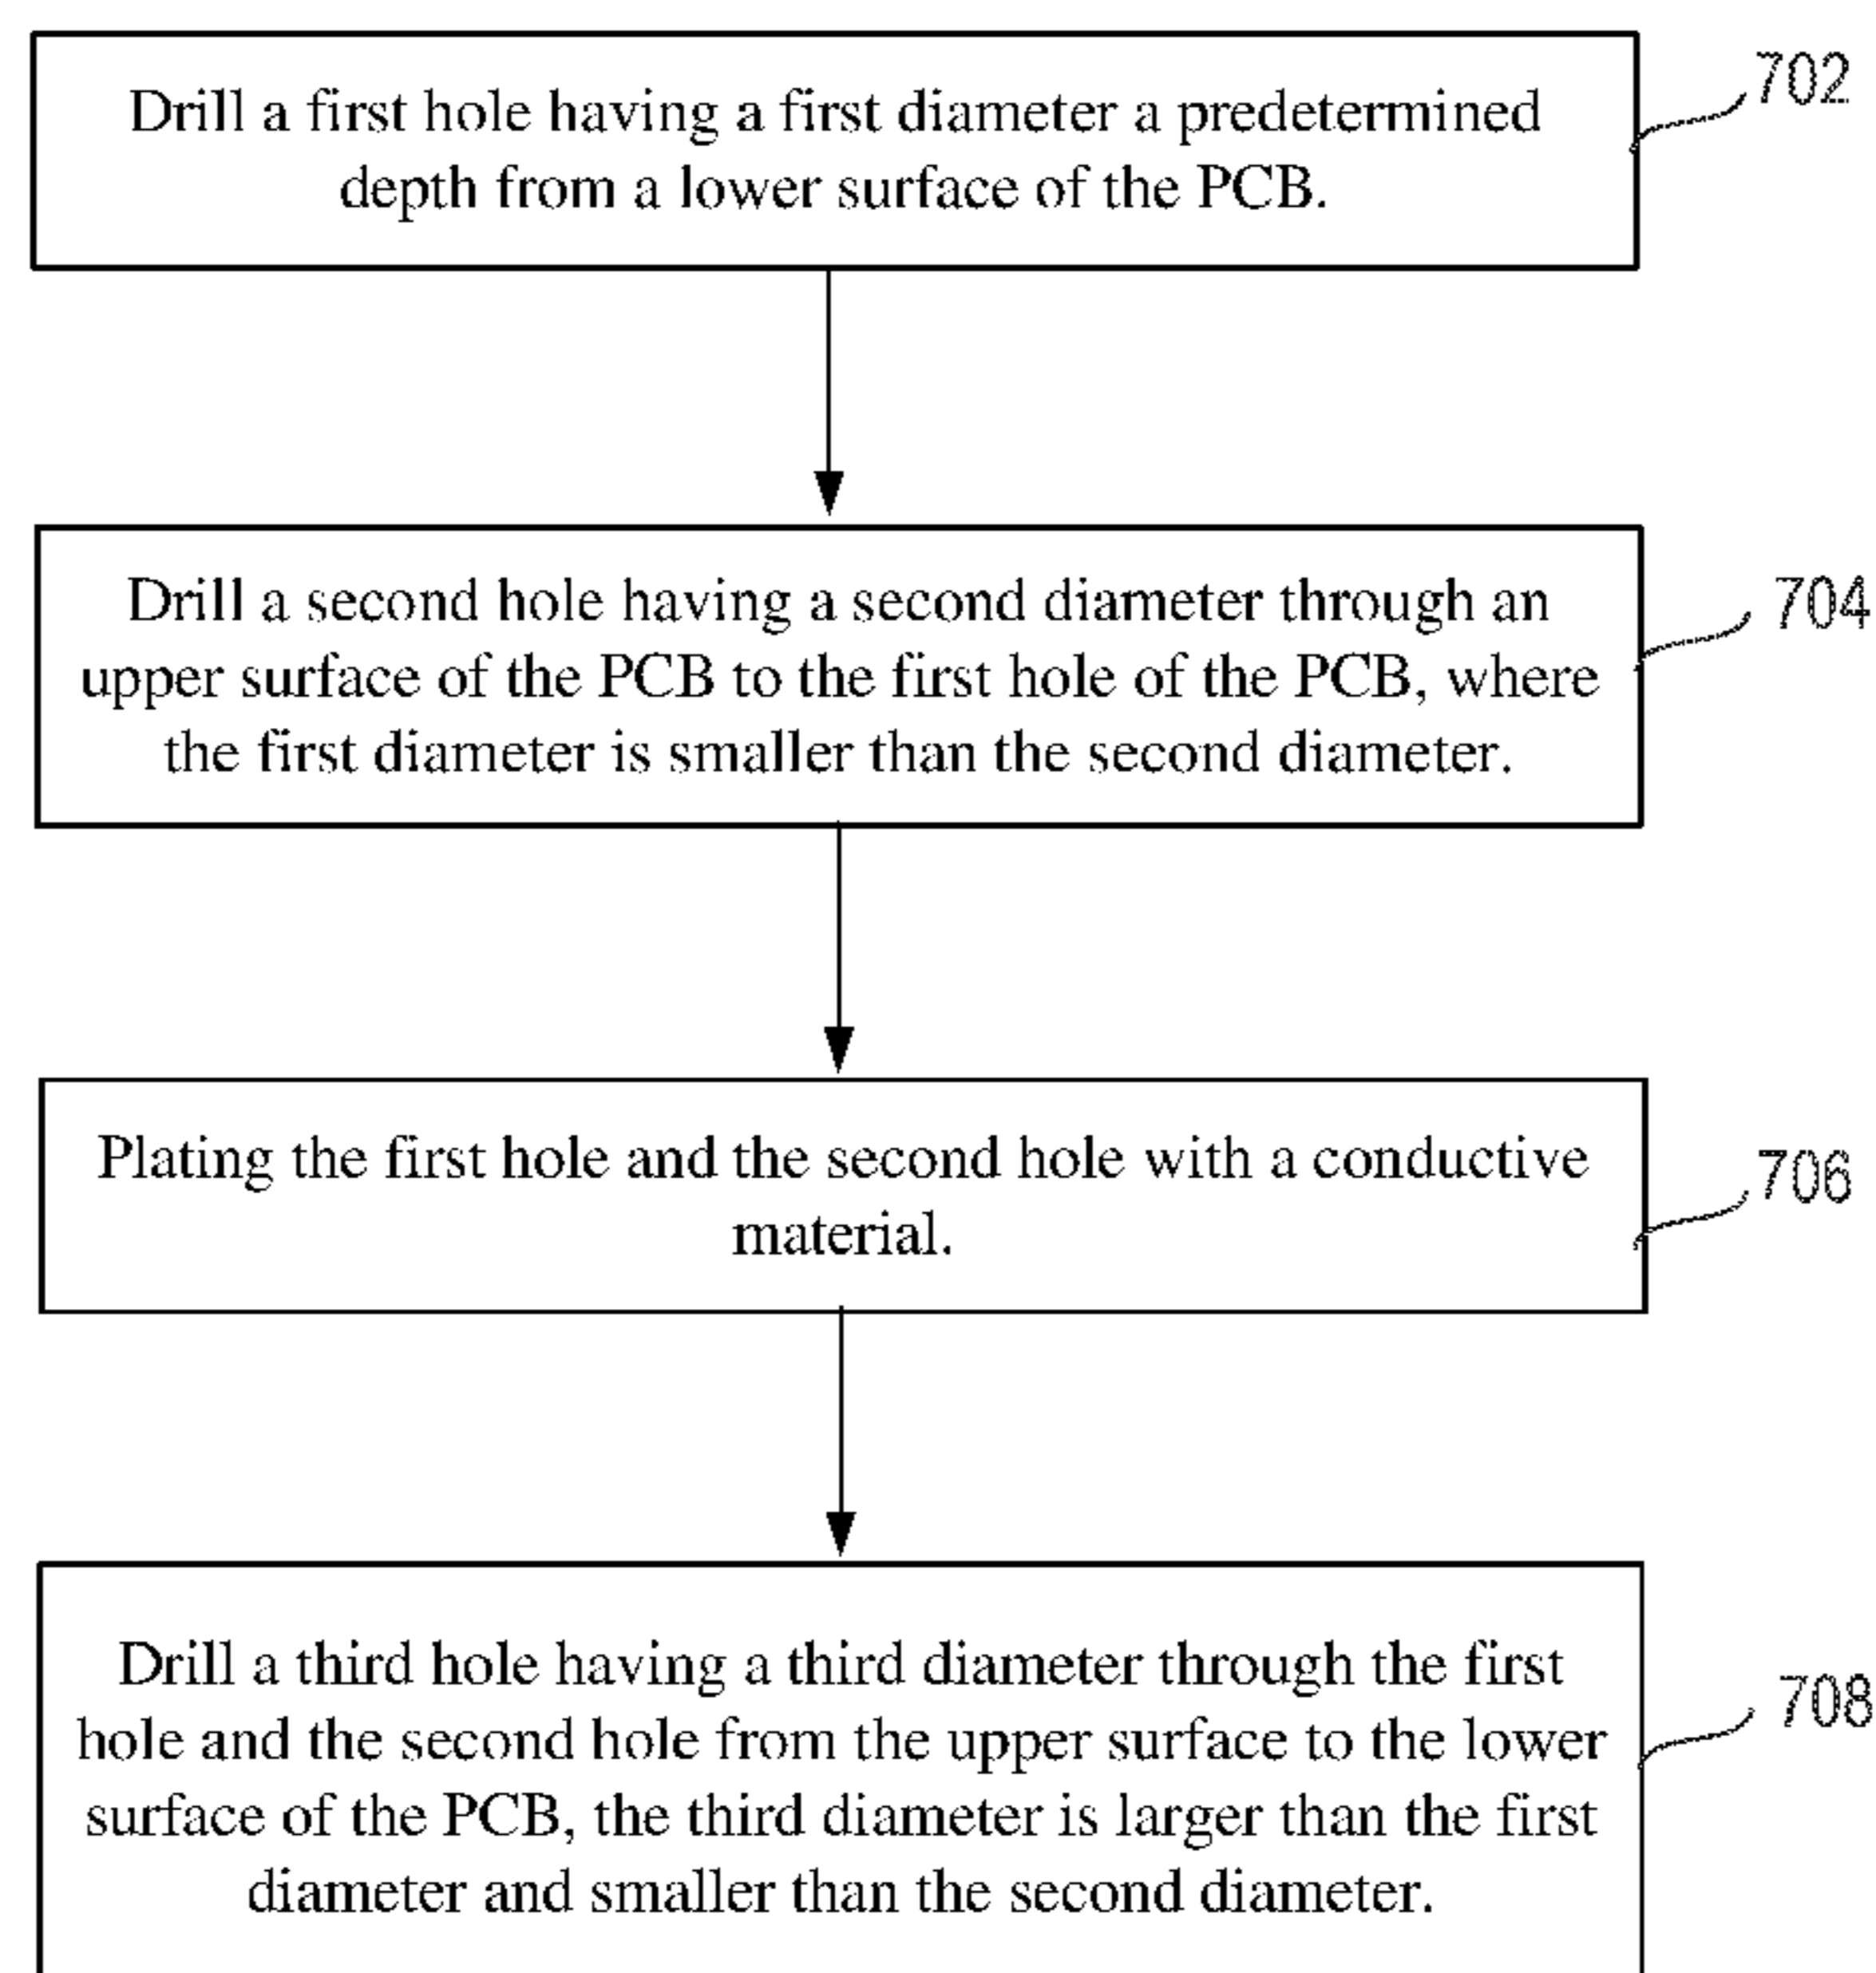 Drill a first hole having a first diameter a predetermined
depth from a lower surface of the PCB.
702
Drill a second hole having a second diameter through an
upper surface of the PCB to the first hole of the PCB, where
the first diameter is smaller than the second diameter.
704
Plating the first hole and the second hole with a conductive
material.
706
Drill a third hole having a third diameter through the first
hole and the second hole from the upper surface to the lower
surface of the PCB, the third diameter is larger than the first
diameter and smaller than the second diameter.
708